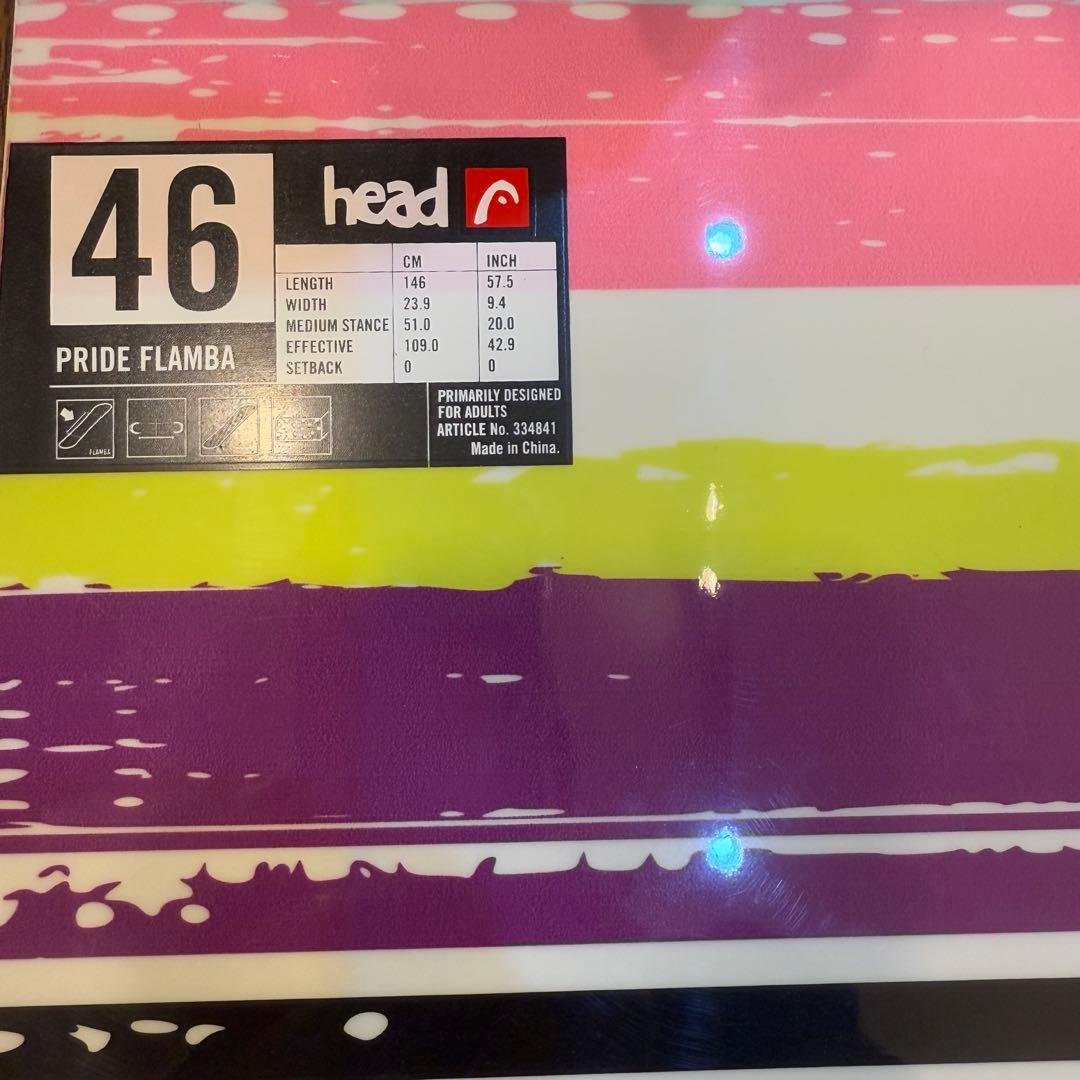 46
head
CM INCH
LENGTH 146 57.5
WIDTH 23.9 9.4
MEDIUM STANCE 51.0 20.0
EFFECTIVE 109.0 42.9
SETBACK 0 0
PRIDE FLAMBA
FLAMBA
PRIMARILY DESIGNED
FOR ADULTS
ARTICLE No. 334841
Made in China.